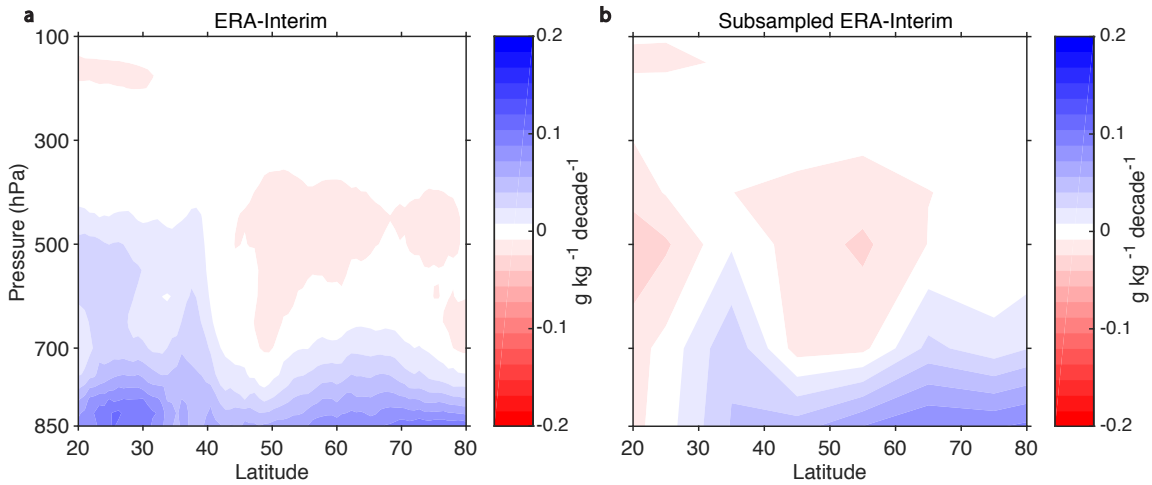 a ERA-Interim
100
300
500
700
850
Pressure (hPa)
20 30 40 50 60 70 80
Latitude
0.2
0.1
0
-0.1
-0.2
g kg -1 decade-1
b Subsampled ERA-Interim
20 30 40 50 60 70 80
Latitude
0.2
0.1
0
-0.1
-0.2
g kg -1 decade-1